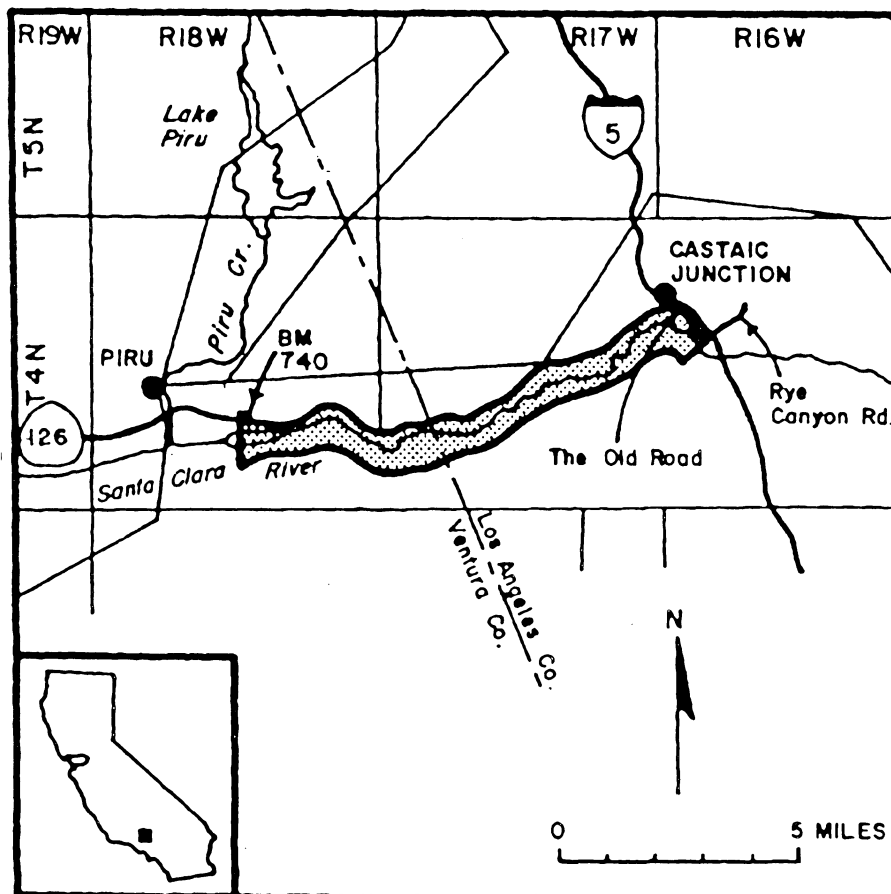 R19W
R18W
R17W
R16W
T5N
Lake
Piru
5
Piru Cr.
CASTAIC
JUNCTION
T4N
PIRU
BM
740
126
Rye
Canyon Rd.
The Old Road
Santa Clara River
Los Angeles Co.
Ventura Co.
N
0 5 MILES